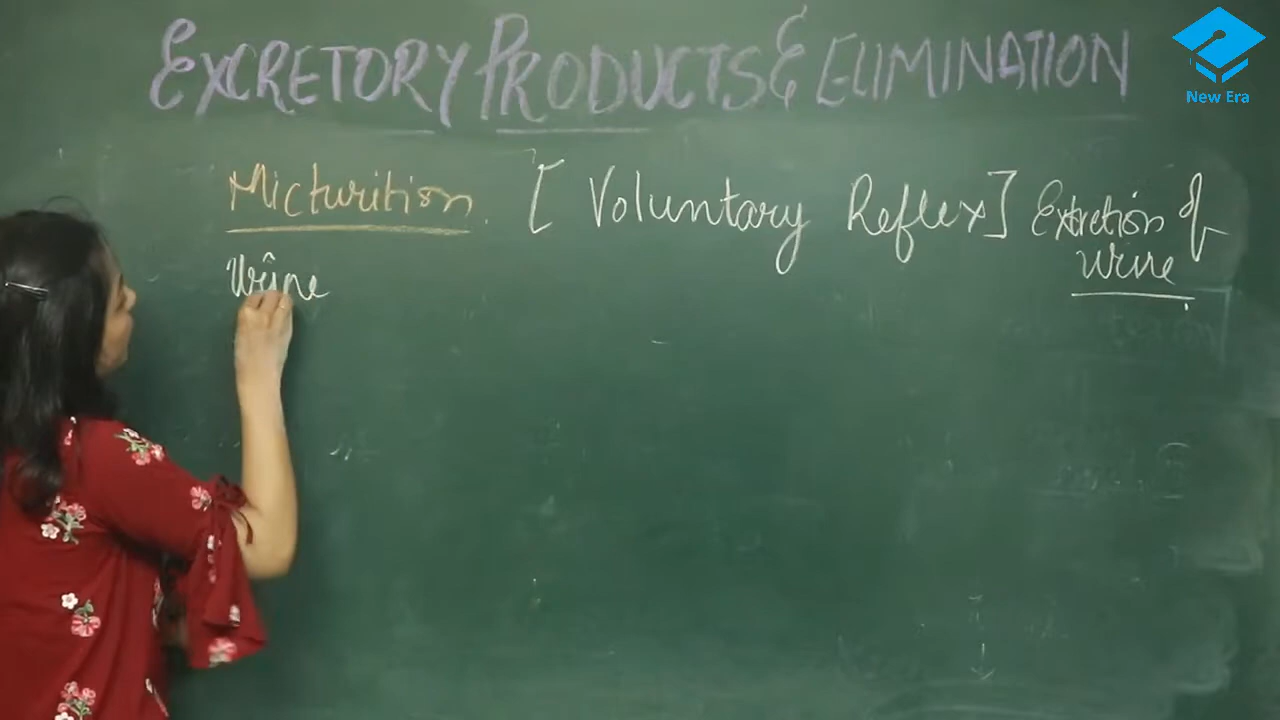 EXCRETORY PRODUCTS & ELIMINATION
New Era
Micturition [Voluntary Reflex] Excretion of
urine
Urine